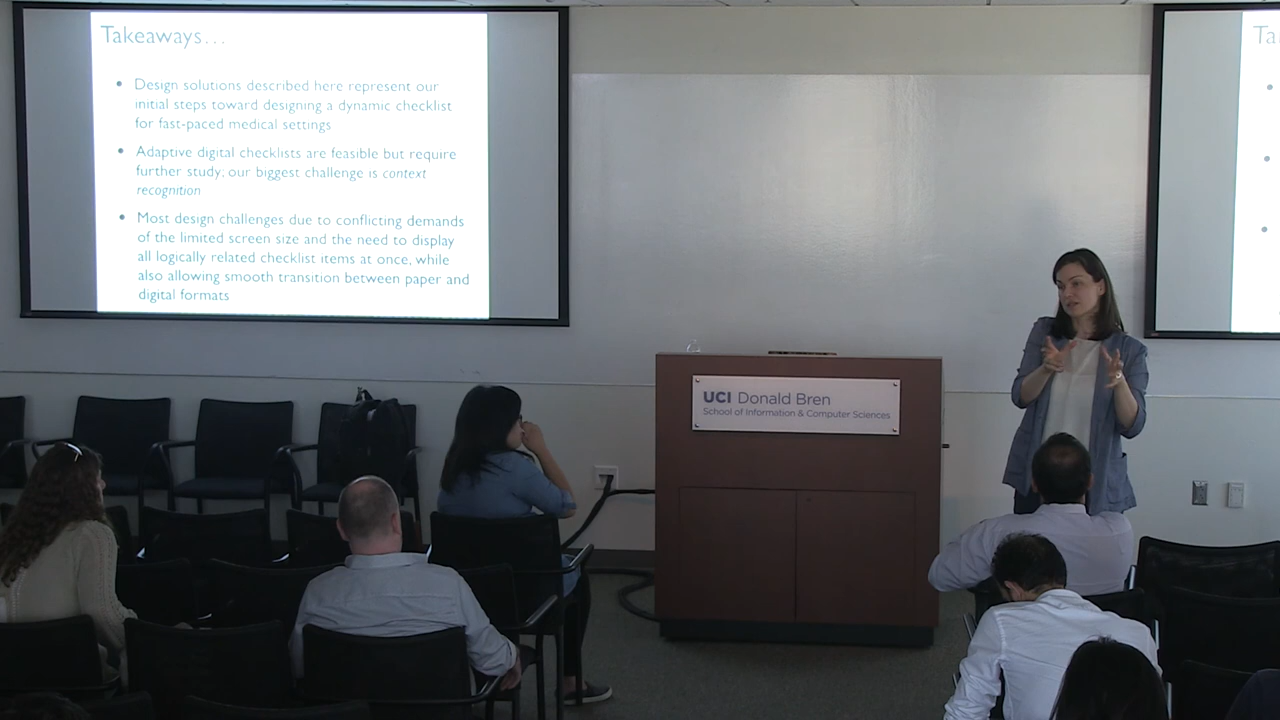 Takeaways...
• Design solutions described here represent our
initial steps toward designing a dynamic checklist
for fast-paced medical settings
• Adaptive digital checklists are feasible but require
further study; our biggest challenge is context
recognition
• Most design challenges due to conflicting demands
of the limited screen size and the need to display
all logically related checklist items at once, while
also allowing smooth transition between paper and
digital formats
Ta
UCI Donald Bren
School of Information & Computer Sciences